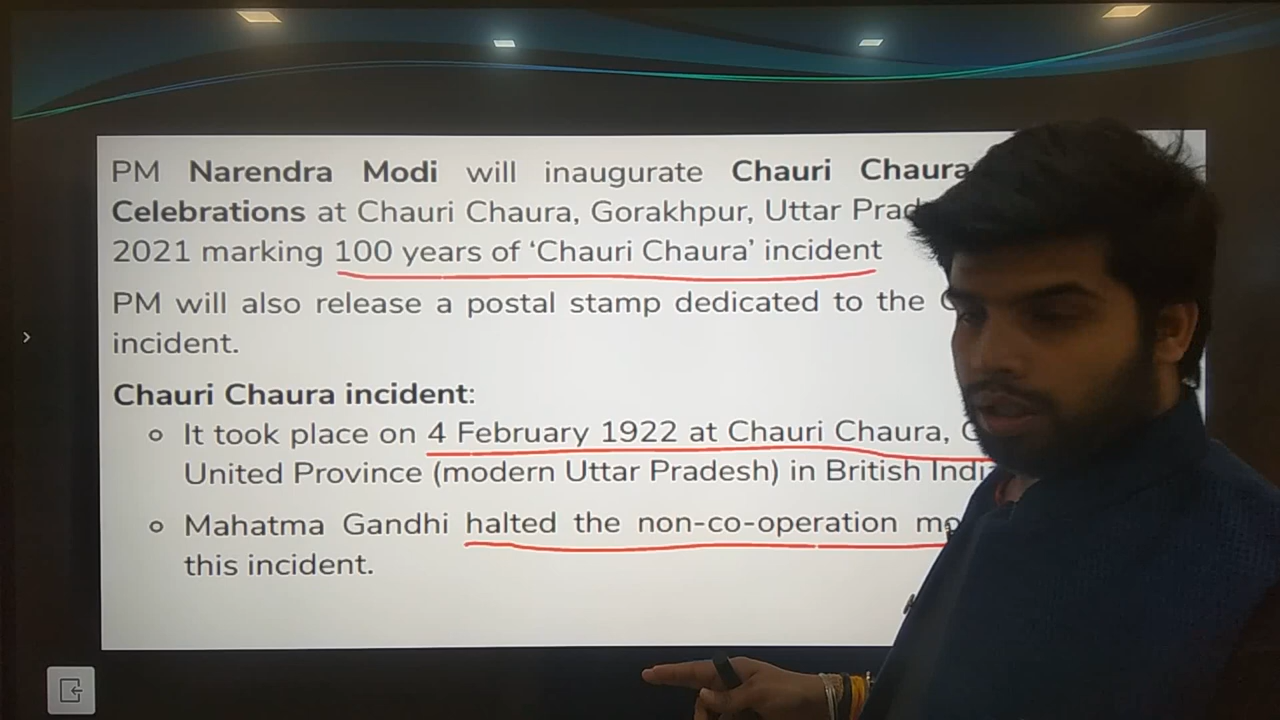 PM Narendra Modi will inaugurate Chauri Chaura
Celebrations at Chauri Chaura, Gorakhpur, Uttar
2021 marking 100 years of ‘Chauri Chaura’ incident
PM will also release a postal stamp dedicated to the
incident.
Chauri Chaura incident:
It took place on 4 February 1922 at Chauri Chaura,
United Province (modern Uttar Pradesh) in British
Mahatma Gandhi halted the non-co-operation
this incident.